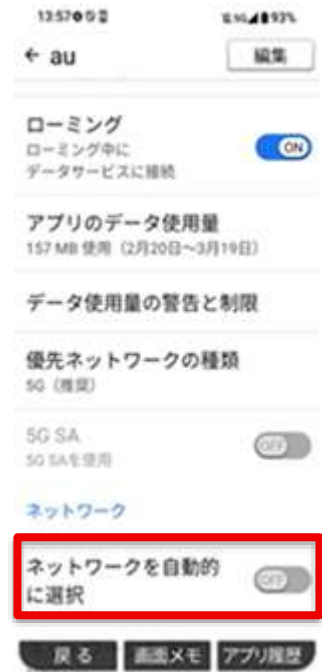 13:57
93%
← au
編集
ローミング
ローミング中に
データサービスに接続
ON
アプリのデータ使用量
157 MB 使用（2月20日～3月19日）
データ使用量の警告と制限
優先ネットワークの種類
5G（推奨）
5G SA
5G SAを使用
OFF
ネットワーク
ネットワークを自動的
に選択
OFF
戻る 画面メモ アプリ履歴